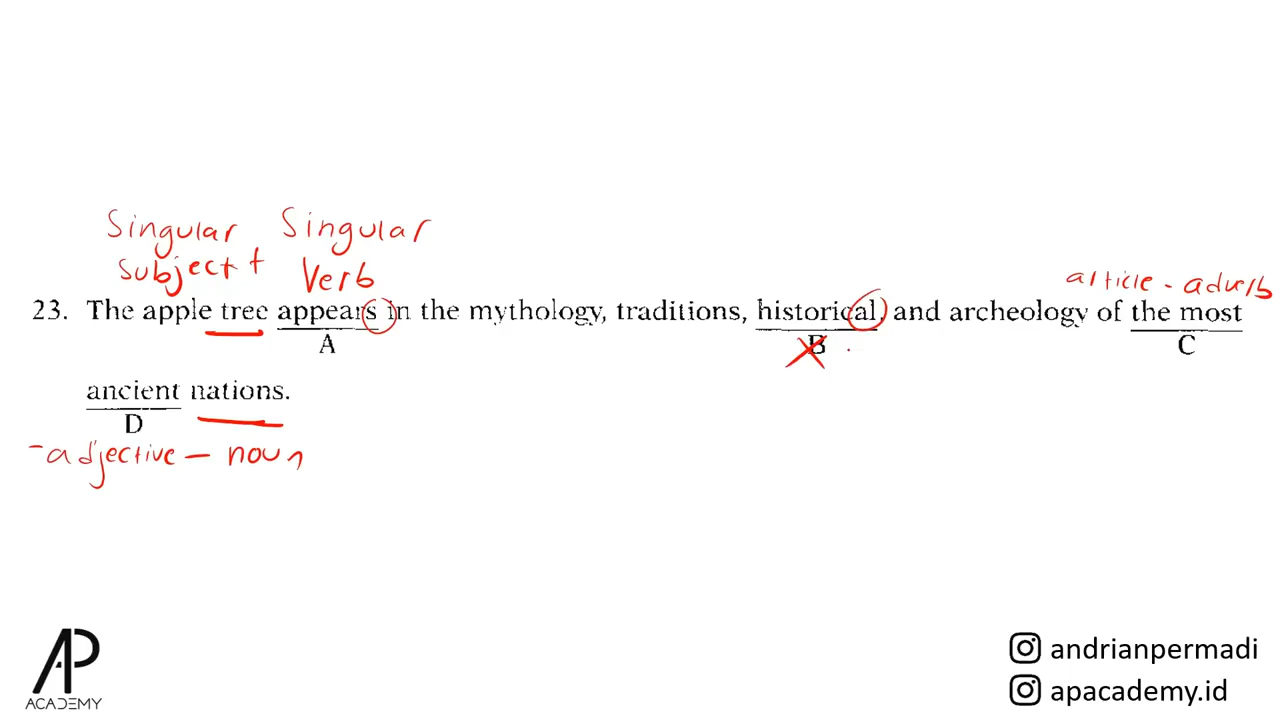 Singular Singular
subject + Verb
article - adverb
23. The apple tree appears in the mythology, traditions, historical, and archeology of the most
A B C
ancient nations.
D
- adjective - noun
AP
ACADEMY
andrianpermadi
apacademy.id